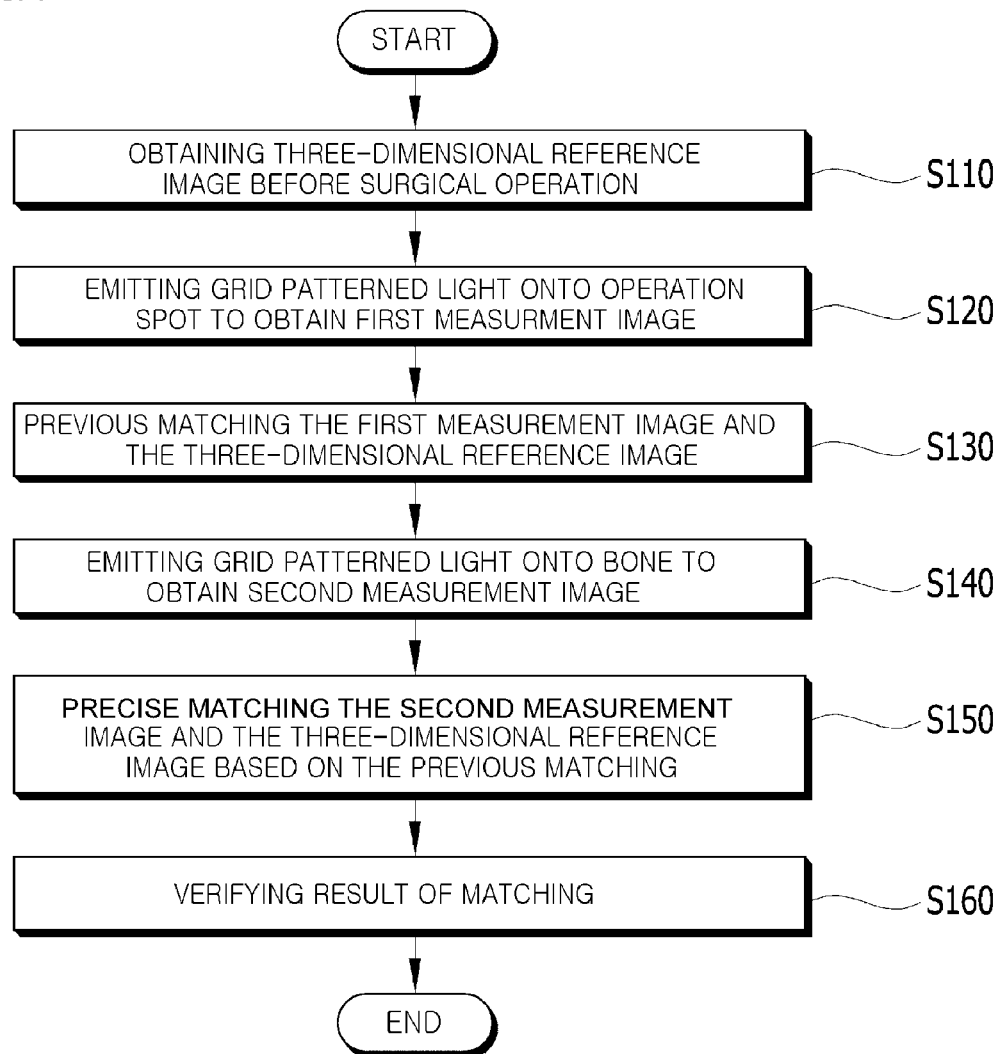 START
OBTAINING THREE-DIMENSIONAL REFERENCE
IMAGE BEFORE SURGICAL OPERATION
S110
EMITTING GRID PATTERNED LIGHT ONTO OPERATION
SPOT TO OBTAIN FIRST MEASURMENT IMAGE
S120
PREVIOUS MATCHING THE FIRST MEASUREMENT IMAGE AND
THE THREE-DIMENSIONAL REFERENCE IMAGE
S130
EMITTING GRID PATTERNED LIGHT ONTO BONE TO
OBTAIN SECOND MEASUREMENT IMAGE
S140
PRECISE MATCHING THE SECOND MEASUREMENT
IMAGE AND THE THREE-DIMENSIONAL REFERENCE
IMAGE BASED ON THE PREVIOUS MATCHING
S150
VERIFYING RESULT OF MATCHING
S160
END